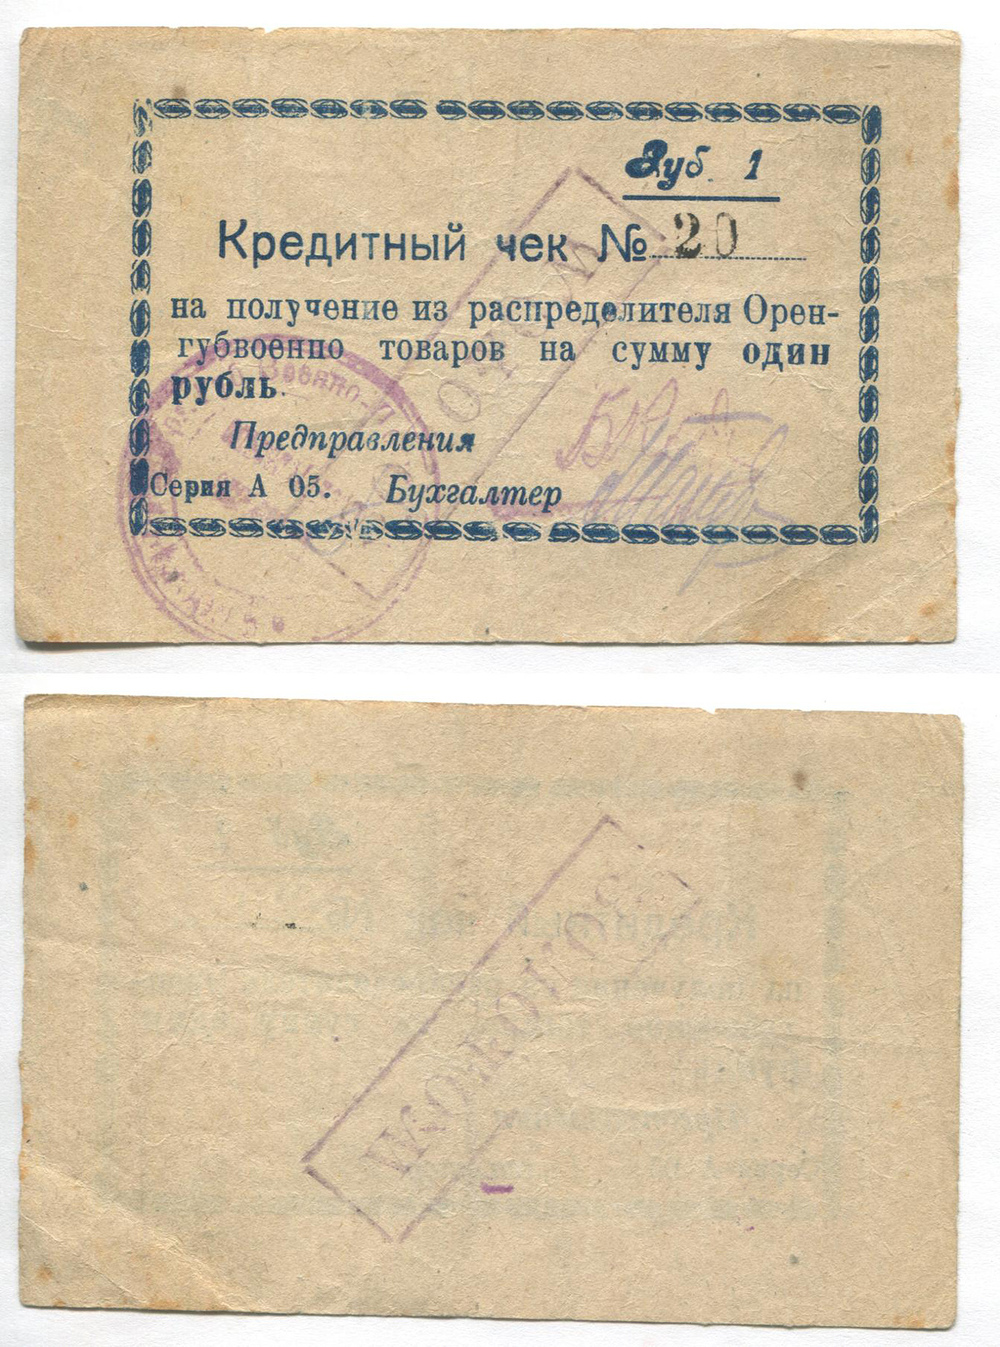 Руб. 1
Кредитный чек № 20
на получение из распределителя Орен-
губвоенпо товаров на сумму один
рубль.
Предправления
Серия А 05. Бухгалтер